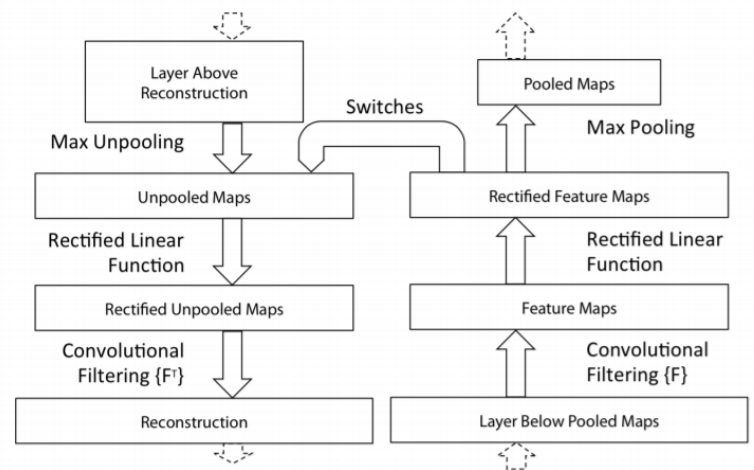 Layer Above
Reconstruction
Max Unpooling
Unpooled Maps
Rectified Linear
Function
Rectified Unpooled Maps
Convolutional
Filtering {Fᵀ}
Reconstruction
Switches
Pooled Maps
Max Pooling
Rectified Feature Maps
Rectified Linear
Function
Feature Maps
Convolutional
Filtering {F}
Layer Below Pooled Maps